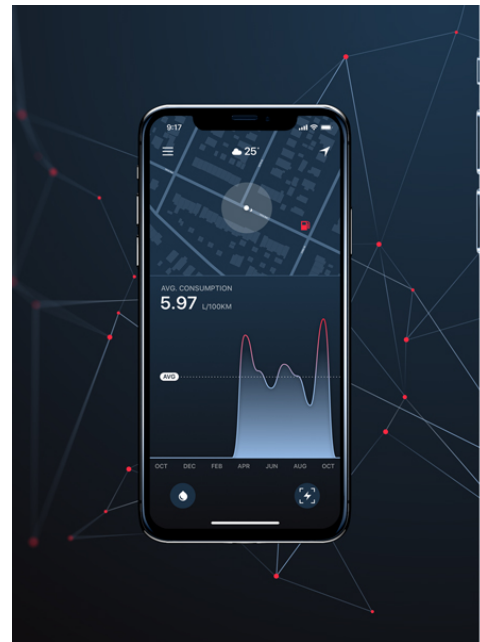 9:17
25°
AVG. CONSUMPTION
5.97 L/100KM
AVG
OCT DEC FEB APR JUN AUG OCT